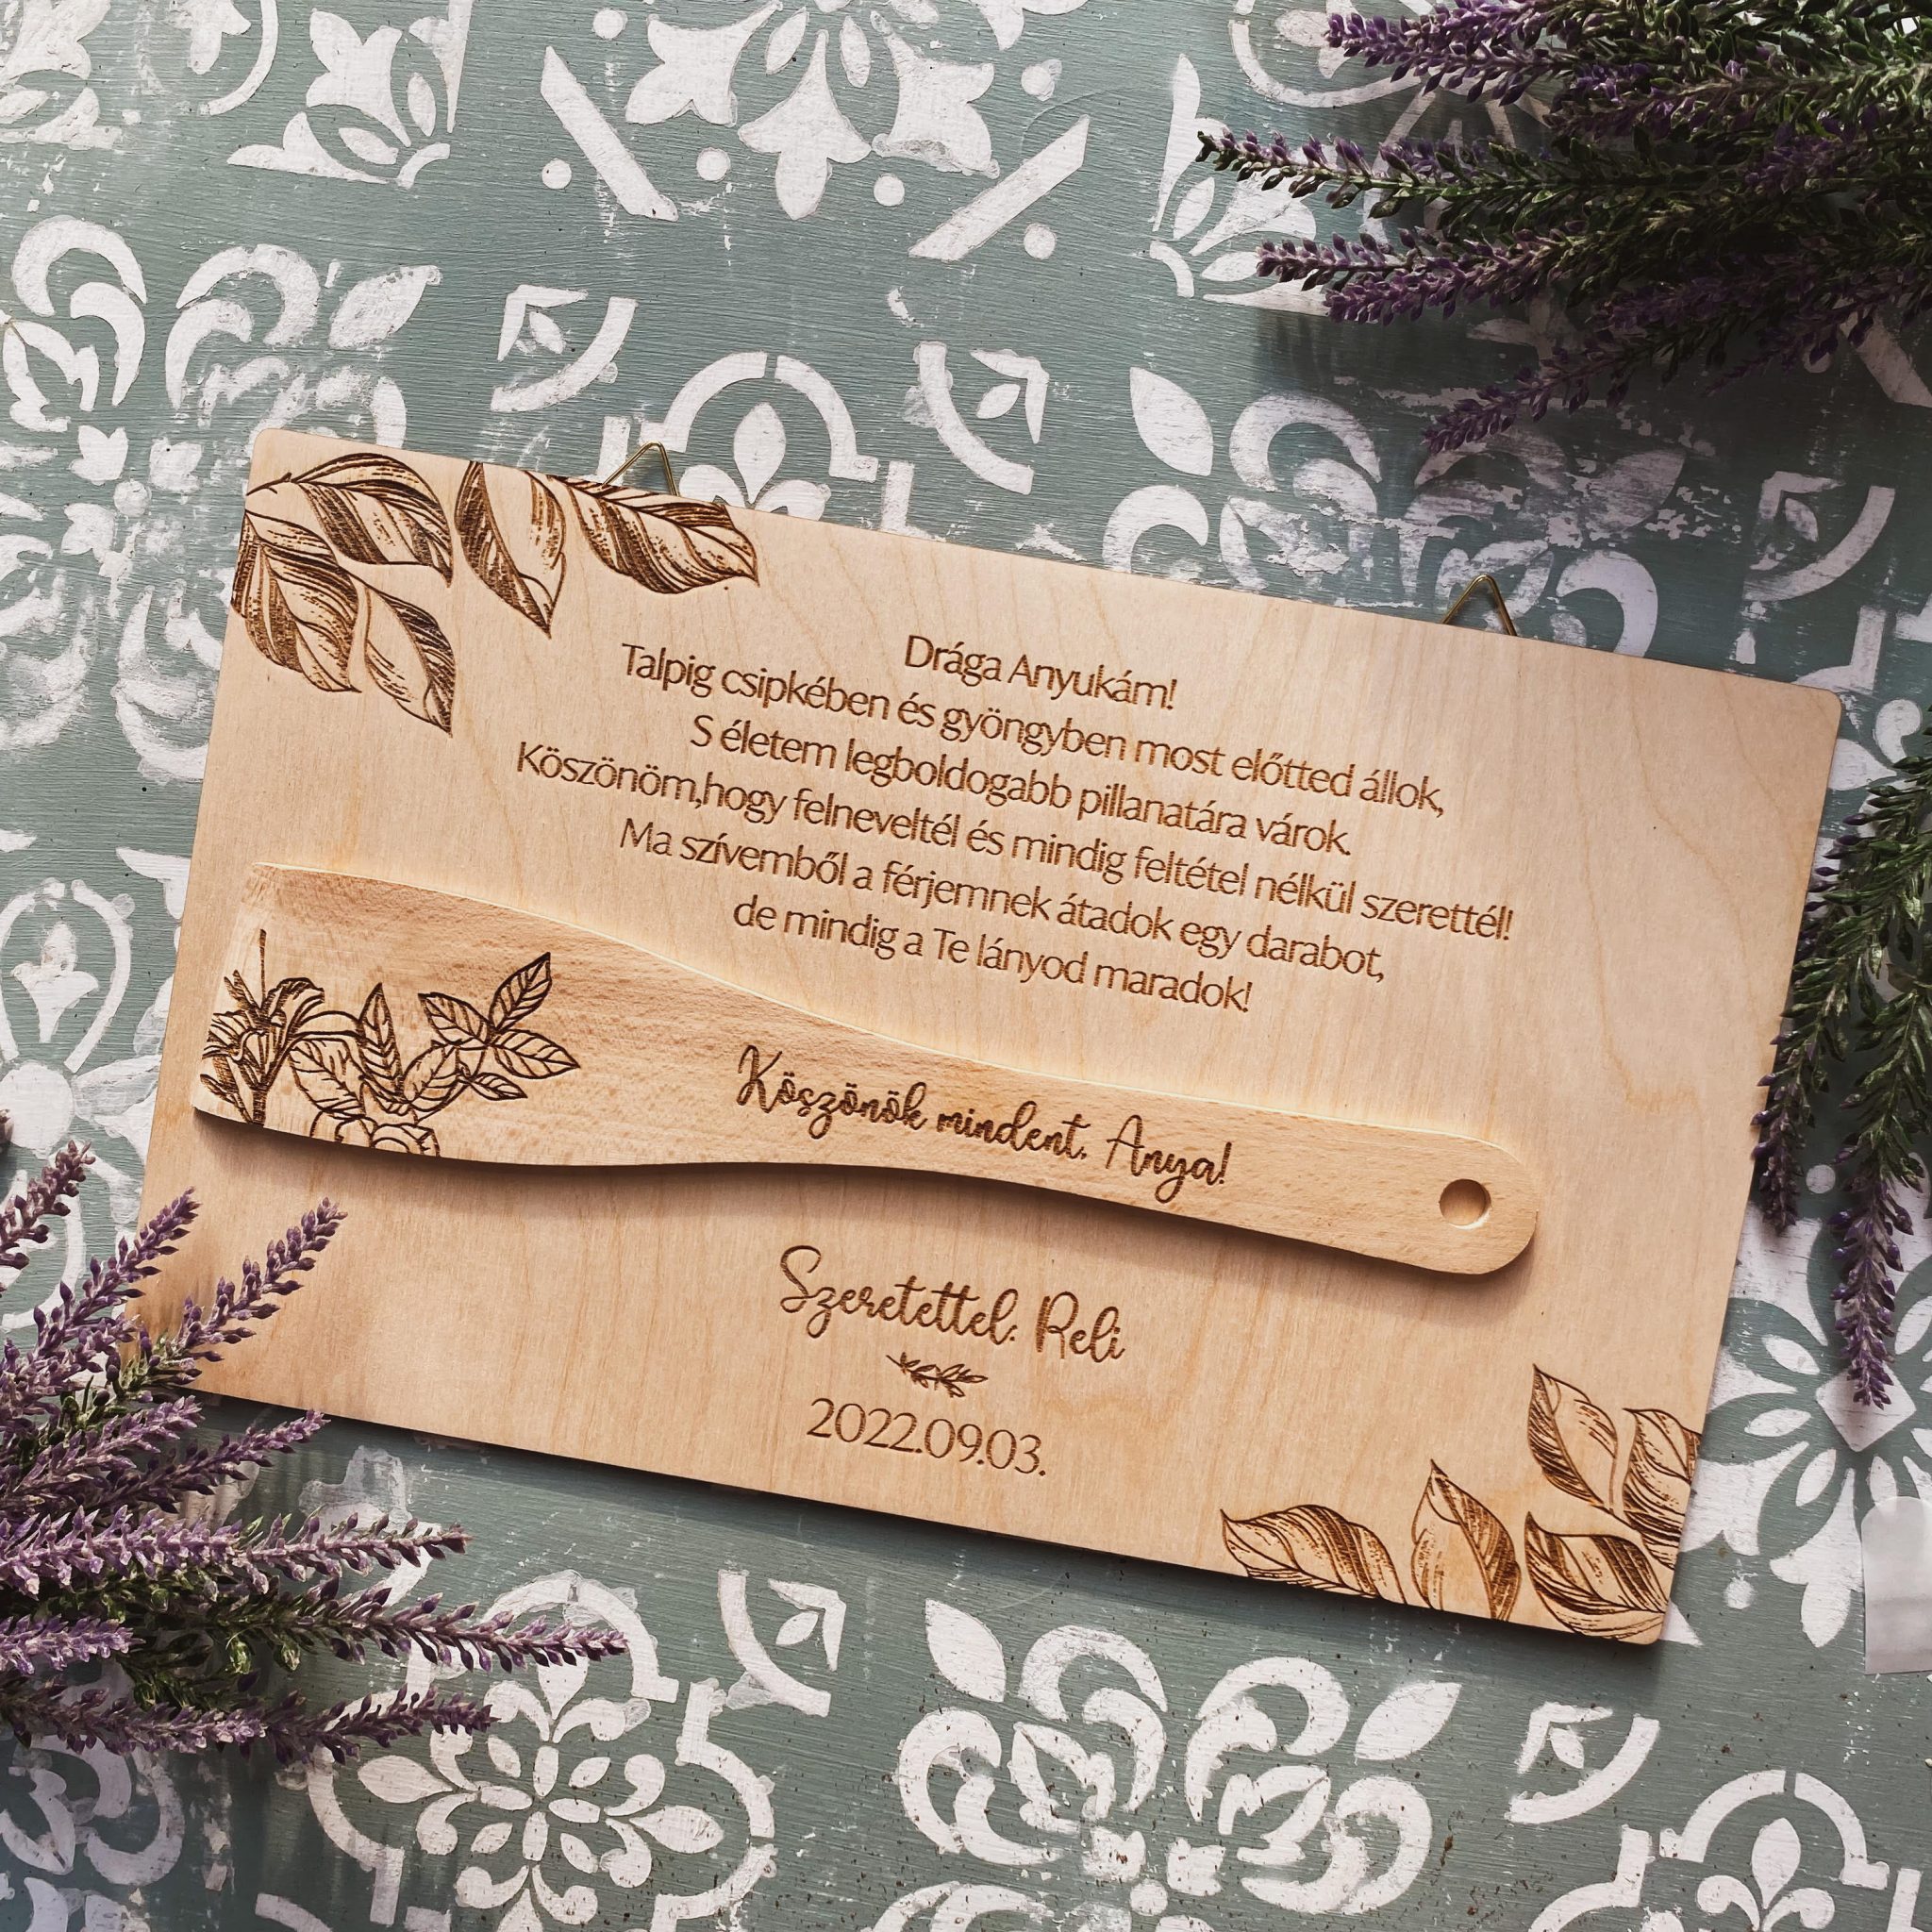 Drága Anyukám!
Talpig csipkében és gyöngyben most előtted állok,
S életem legboldogabb pillanatára várok.
Köszönöm,hogy felneveltél és mindig feltétel nélkül szerettél!
Ma szívemből a férjemnek átadok egy darabot,
de mindig a Te lányod maradok!
Köszönök mindent, Anya!
Szeretettel: Reli
2022.09.03.